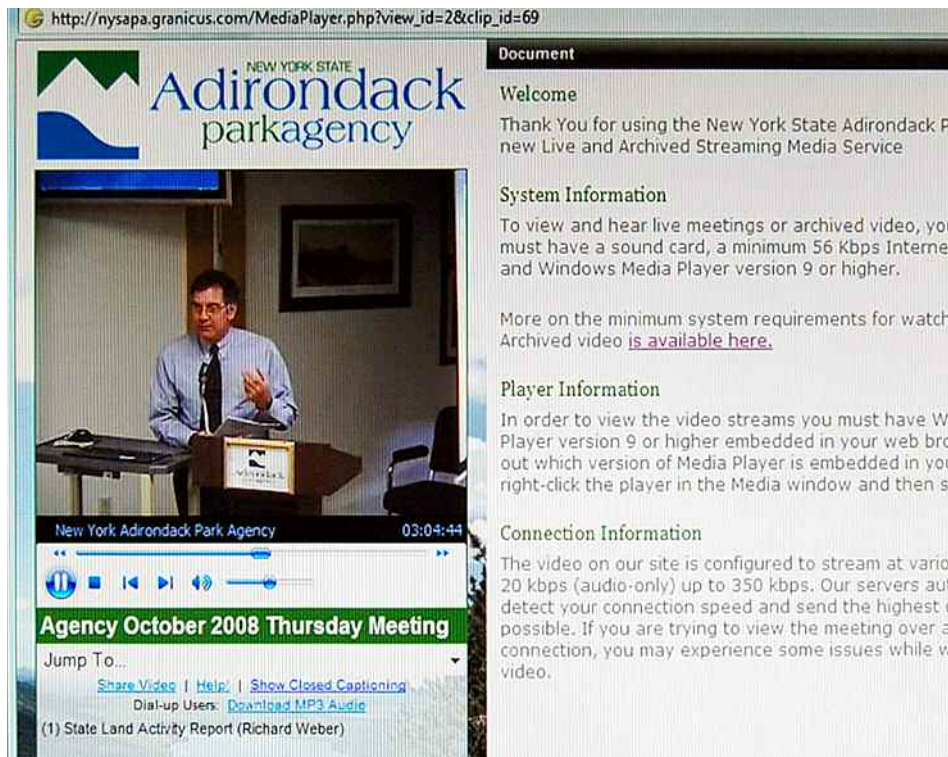 http://nysapa.granicus.com/MediaPlayer.php?view_id=2&clip_id=69
NEW YORK STATE
Adirondack
parkagency
New York Adirondack Park Agency 03:04:44
Agency October 2008 Thursday Meeting
Jump To...
Share Video | Help! | Show Closed Captioning
Dial-up Users: Download MP3 Audio
(1) State Land Activity Report (Richard Weber)
Document
Welcome
Thank You for using the New York State Adirondack P
new Live and Archived Streaming Media Service
System Information
To view and hear live meetings or archived video, you
must have a sound card, a minimum 56 Kbps Interne
and Windows Media Player version 9 or higher.
More on the minimum system requirements for watch
Archived video is available here.
Player Information
In order to view the video streams you must have W
Player version 9 or higher embedded in your web bro
out which version of Media Player is embedded in you
right-click the player in the Media window and then s
Connection Information
The video on our site is configured to stream at vario
20 kbps (audio-only) up to 350 kbps. Our servers aut
detect your connection speed and send the highest
possible. If you are trying to view the meeting over a
connection, you may experience some issues while w
video.
Adirondack